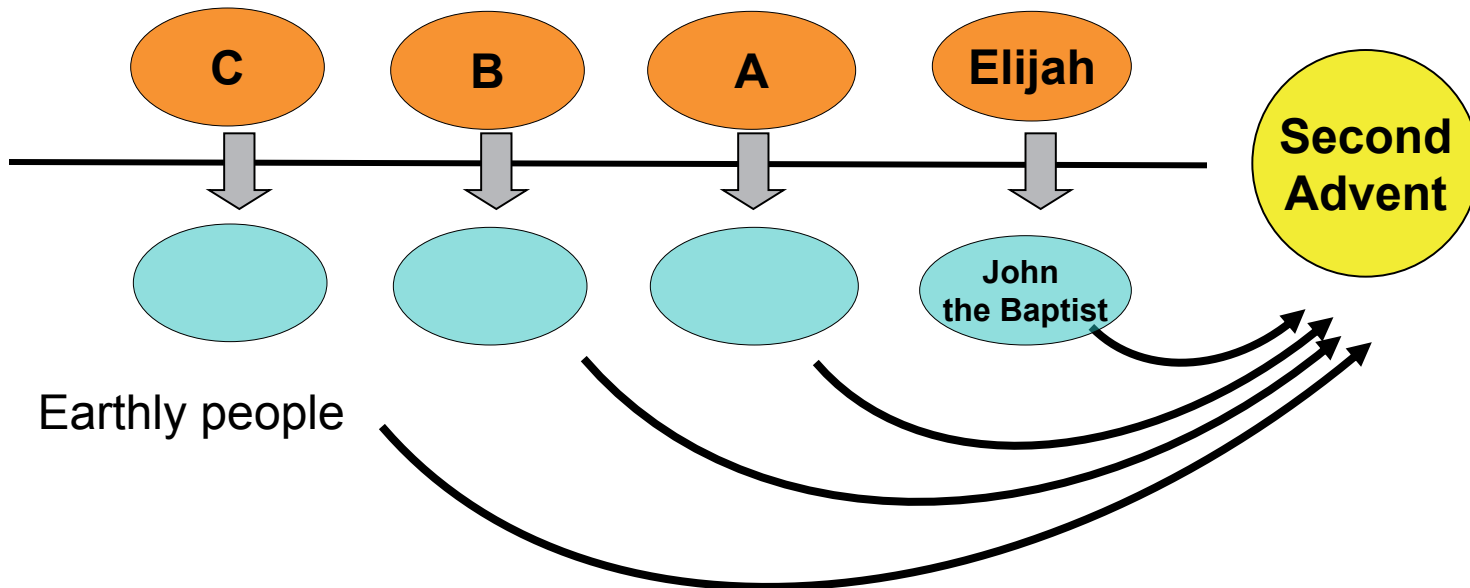 C
B
A
Elijah
Second
Advent
John
the Baptist
Earthly people